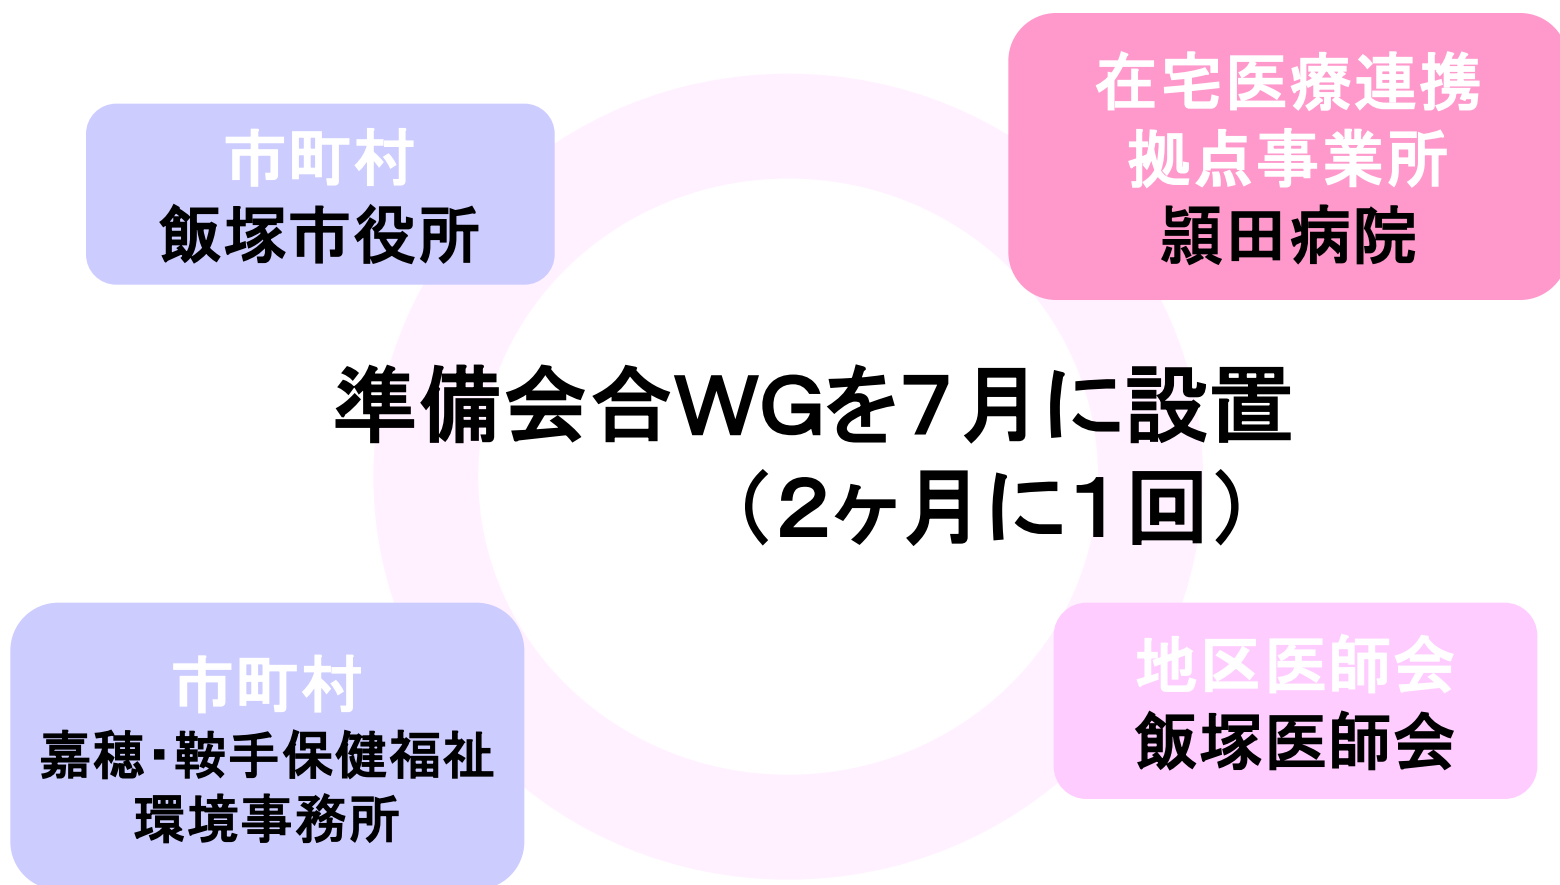 市町村
飯塚市役所
在宅医療連携
拠点事業所
頴田病院
準備会合WGを7月に設置
（2ヶ月に1回）
市町村
嘉穂・鞍手保健福祉
環境事務所
地区医師会
飯塚医師会